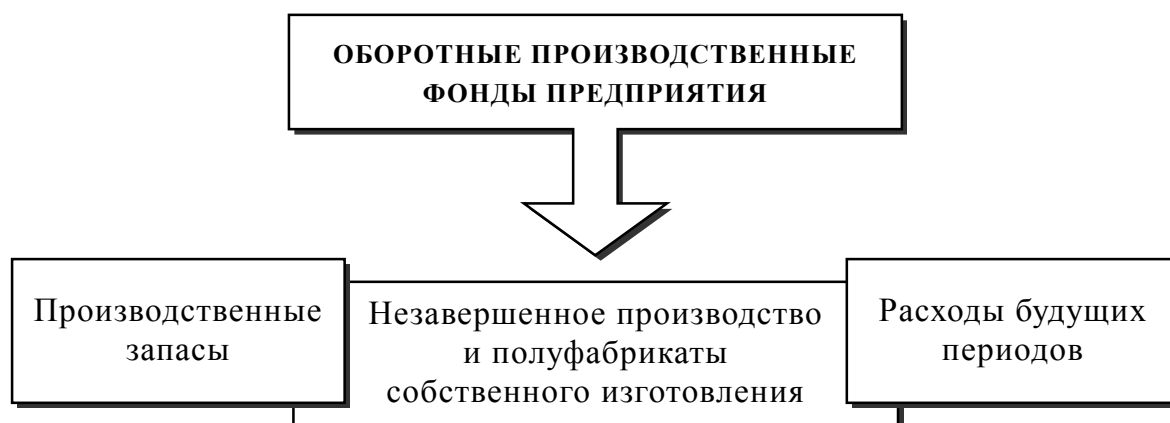 ОБОРОТНЫЕ ПРОИЗВОДСТВЕННЫЕ
ФОНДЫ ПРЕДПРИЯТИЯ
Производственные
запасы
Незавершенное производство
и полуфабрикаты
собственного изготовления
Расходы будущих
периодов